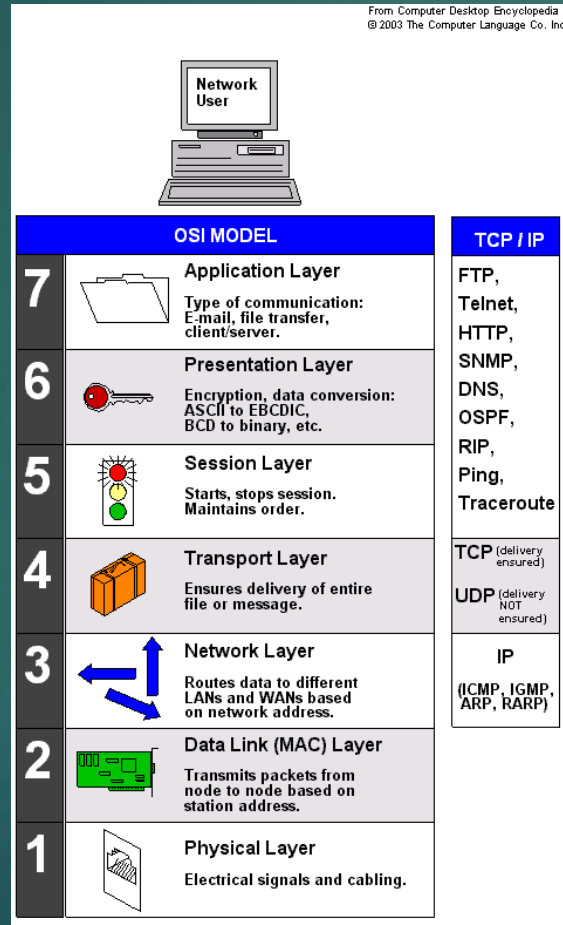 From Computer Desktop Encyclopedia
© 2003 The Computer Language Co. Inc
Network
User
OSI MODEL
7
Application Layer
Type of communication:
E-mail, file transfer,
client/server.
6
Presentation Layer
Encryption, data conversion:
ASCII to EBCDIC,
BCD to binary, etc.
5
Session Layer
Starts, stops session.
Maintains order.
4
Transport Layer
Ensures delivery of entire
file or message.
3
Network Layer
Routes data to different
LANs and WANs based
on network address.
2
Data Link (MAC) Layer
Transmits packets from
node to node based on
station address.
1
Physical Layer
Electrical signals and cabling.
TCP / IP
FTP,
Telnet,
HTTP,
SNMP,
DNS,
OSPF,
RIP,
Ping,
Traceroute
TCP (delivery
ensured)
UDP (delivery
NOT
ensured)
IP
(ICMP, IGMP,
ARP, RARP)